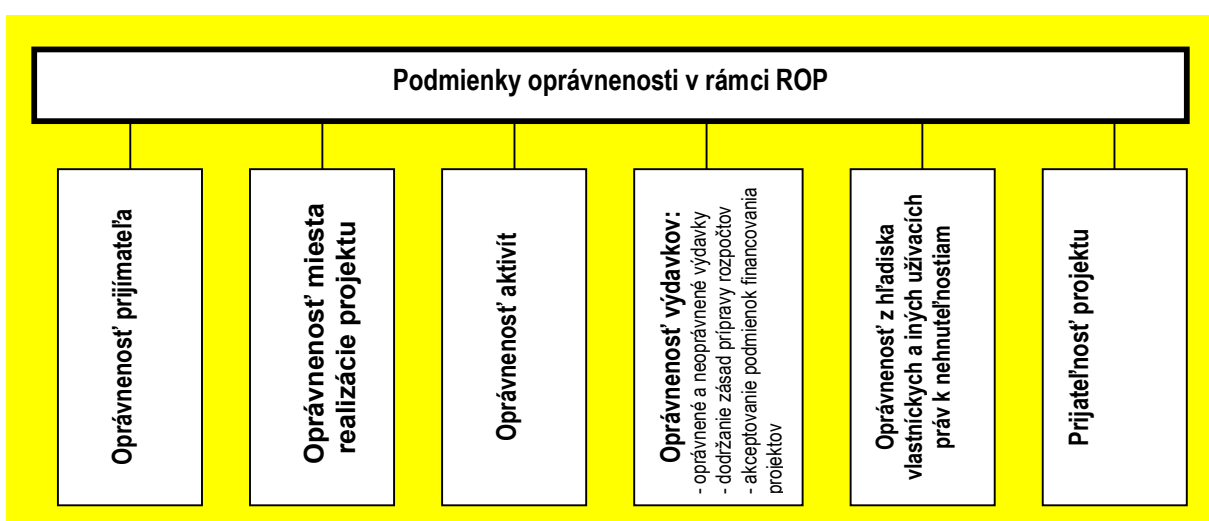 Podmienky oprávnenosti v rámci ROP
Oprávnenosť prijímateľa
Oprávnenosť miesta
realizácie projektu
Oprávnenosť aktivít
Oprávnenosť výdavkov:
- oprávnené a neoprávnené výdavky
- dodržanie zásad prípravy rozpočtov
- akceptovanie podmienok financovania
projektov
Oprávnenosť z hľadiska
vlastníckych a iných užívacích
práv k nehnuteľnostiam
Prijateľnosť projektu